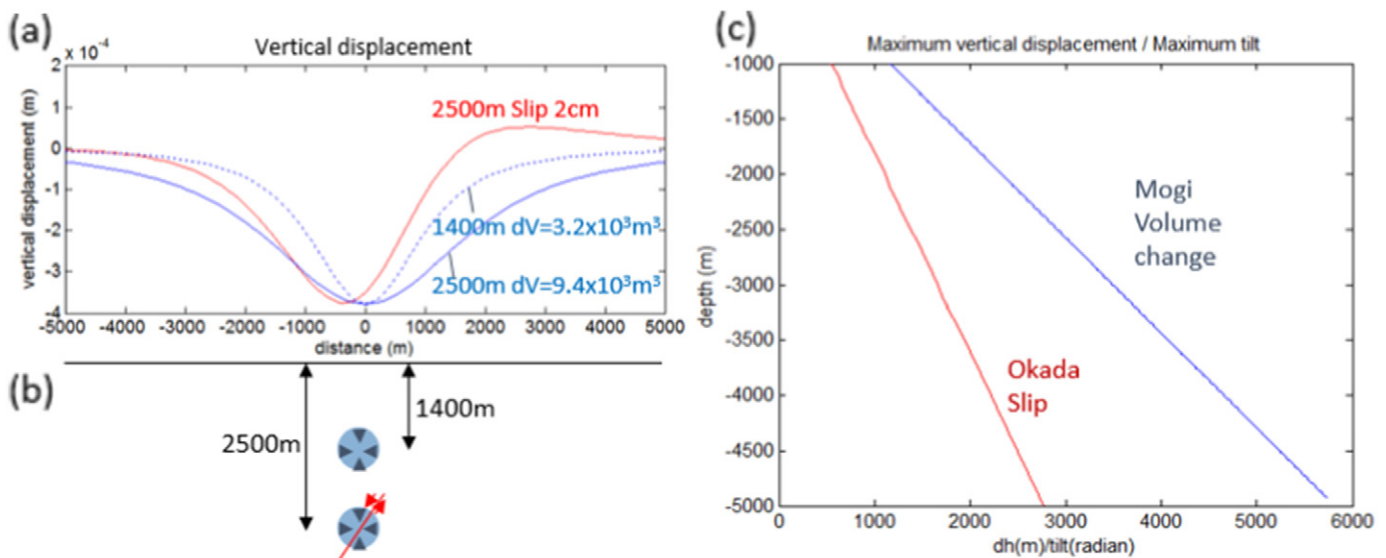 (a)
Vertical displacement
x 10⁻⁴
2
1
0
-1
-2
-3
-4
vertical displacement (m)
2500m Slip 2cm
1400m dV=3.2x10³m³
2500m dV=9.4x10³m³
-5000 -4000 -3000 -2000 -1000 0 1000 2000 3000 4000 5000
distance (m)
(b)
2500m
1400m
(c)
Maximum vertical displacement / Maximum tilt
-1000
-1500
-2000
-2500
-3000
-3500
-4000
-4500
-5000
depth (m)
Mogi
Volume
change
Okada
Slip
0 1000 2000 3000 4000 5000 6000
dh(m)/tilt(radian)